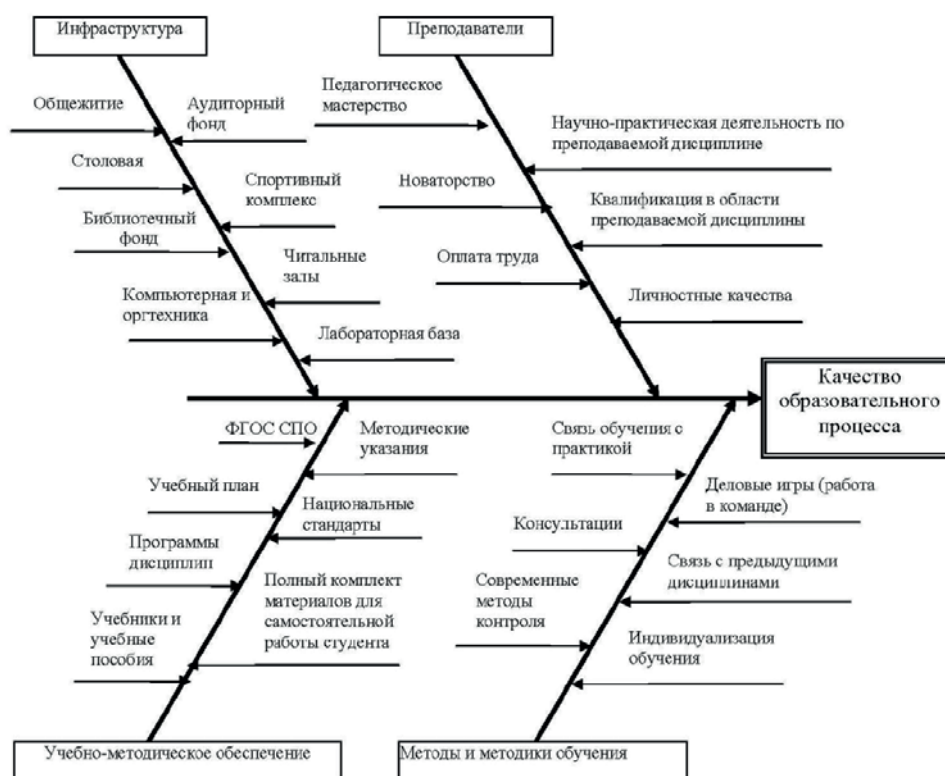 Инфраструктура
Преподаватели
Общежитие
Аудиторный
фонд
Столовая
Спортивный
комплекс
Библиотечный
фонд
Читальные
залы
Компьютерная и
оргтехника
Лабораторная база
Педагогическое
мастерство
Научно-практическая деятельность по
преподаваемой дисциплине
Новаторство
Квалификация в области
преподаваемой дисциплины
Оплата труда
Личностные качества
Качество
образовательного
процесса
ФГОС СПО
Методические
указания
Учебный план
Национальные
стандарты
Программы
дисциплип
Полный комплект
материалов для
самостоятельной
работы студента
Учебники и
учебные
пособия
Связь обучения с
практикой
Деловые игры (работа
в команде)
Консультации
Связь с предыдущими
дисциплинами
Современные
методы
контроля
Индивидуализация
обучения
Учебно-методическое обеспечение
Методы и методики обучения